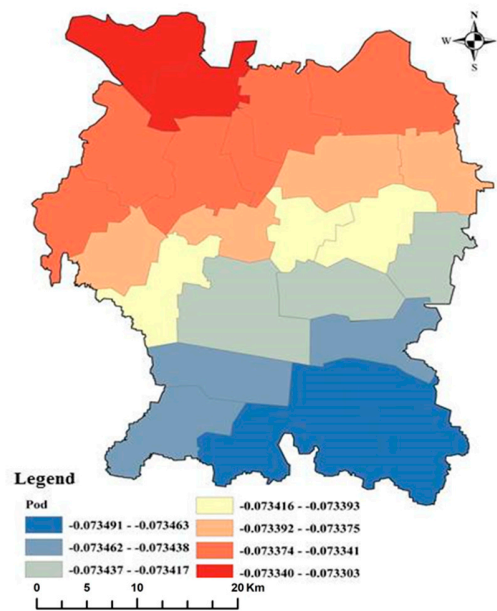 N
W E
S
Legend
Pod
-0.073491 - -0.073463
-0.073462 - -0.073438
-0.073437 - -0.073417
-0.073416 - -0.073393
-0.073392 - -0.073375
-0.073374 - -0.073341
-0.073340 - -0.073303
0 10 20 Km